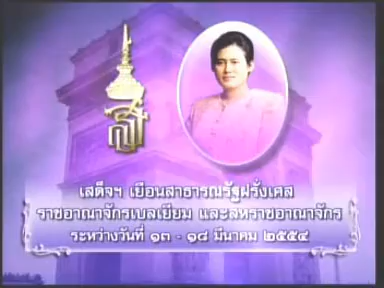 เสด็จฯ เยือนสาธารณรัฐฝรั่งเศส
ราชอาณาจักรเบลเยียม และสหราชอาณาจักร
ระหว่างวันที่ ๑๓ - ๑๘ มีนาคม ๒๕๕๔